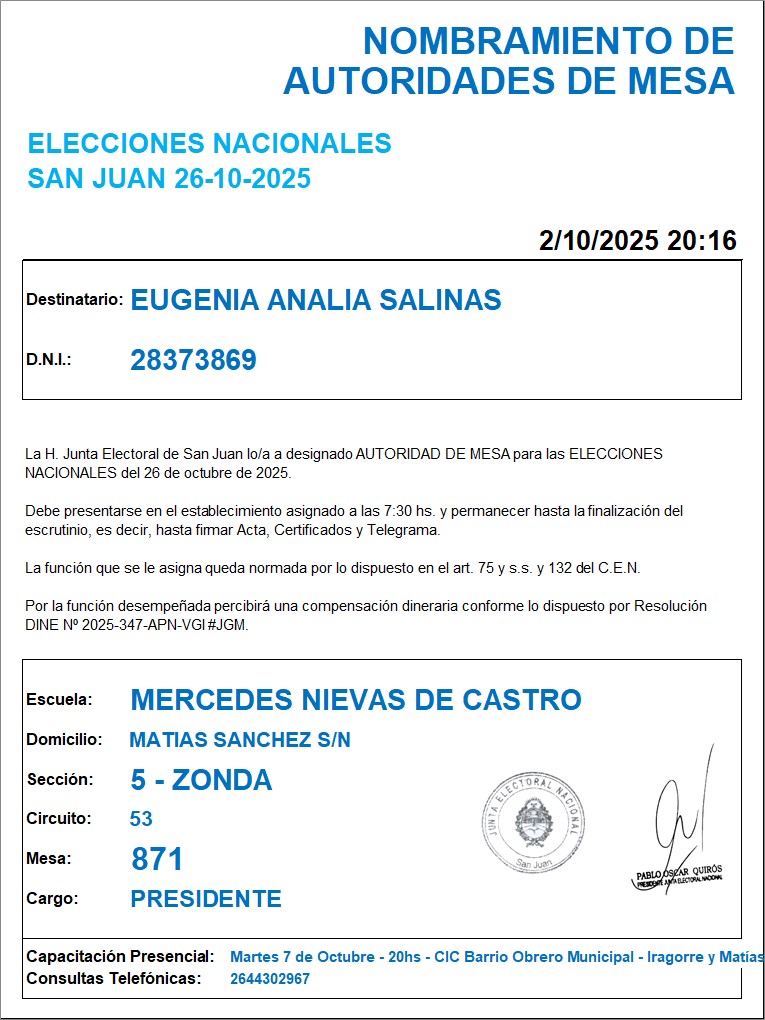 NOMBRAMIENTO DE
AUTORIDADES DE MESA
ELECCIONES NACIONALES
SAN JUAN 26-10-2025
2/10/2025 20:16
Destinatario: EUGENIA ANALIA SALINAS
D.N.I.: 28373869
La H. Junta Electoral de San Juan lo/a a designado AUTORIDAD DE MESA para las ELECCIONES
NACIONALES del 26 de octubre de 2025.
Debe presentarse en el establecimiento asignado a las 7:30 hs. y permanecer hasta la finalización del
escrutinio, es decir, hasta firmar Acta, Certificados y Telegrama.
La función que se le asigna queda normada por lo dispuesto en el art. 75 y s.s. y 132 del C.E.N.
Por la función desempeñada percibirá una compensación dineraria conforme lo dispuesto por Resolución
DINE Nº 2025-347-APN-VGI#JGM.
Escuela: MERCEDES NIEVAS DE CASTRO
Domicilio: MATIAS SANCHEZ S/N
Sección: 5 - ZONDA
Circuito: 53
Mesa: 871
Cargo: PRESIDENTE
JUNTA ELECTORAL NACIONAL
San Juan
PABLO OSCAR QUIRÓS
PRESIDENTE JUNTA ELECTORAL NACIONAL
Capacitación Presencial: Martes 7 de Octubre - 20hs - CIC Barrio Obrero Municipal - Iragorre y Matías
Consultas Telefónicas: 2644302967